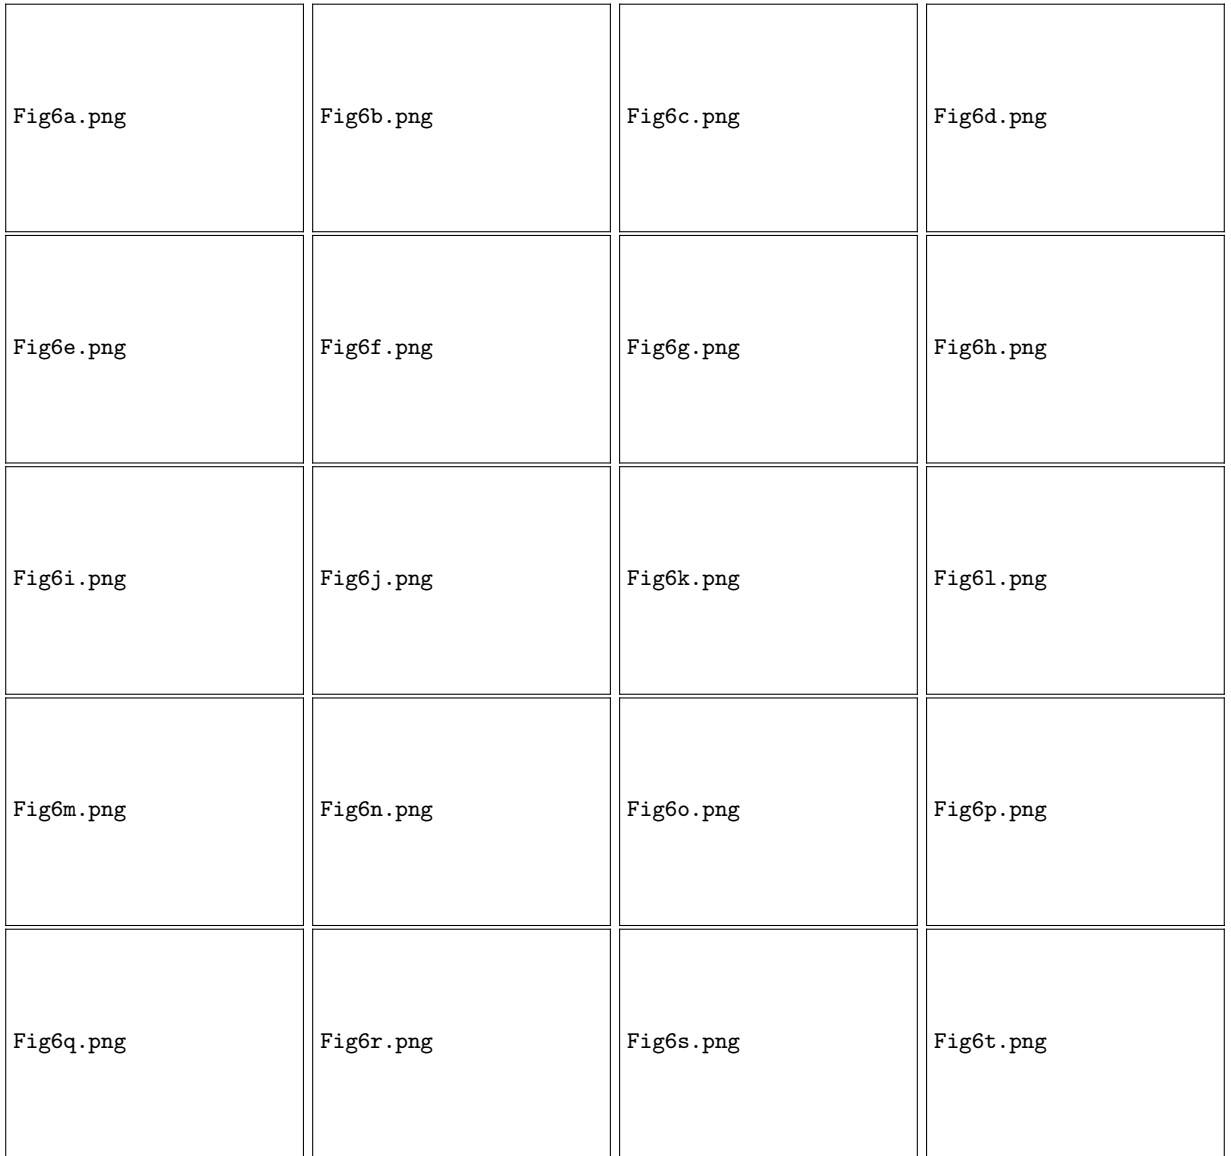 Fig6a.png Fig6b.png Fig6c.png Fig6d.png
Fig6e.png Fig6f.png Fig6g.png Fig6h.png
Fig6i.png Fig6j.png Fig6k.png Fig6l.png
Fig6m.png Fig6n.png Fig6o.png Fig6p.png
Fig6q.png Fig6r.png Fig6s.png Fig6t.png